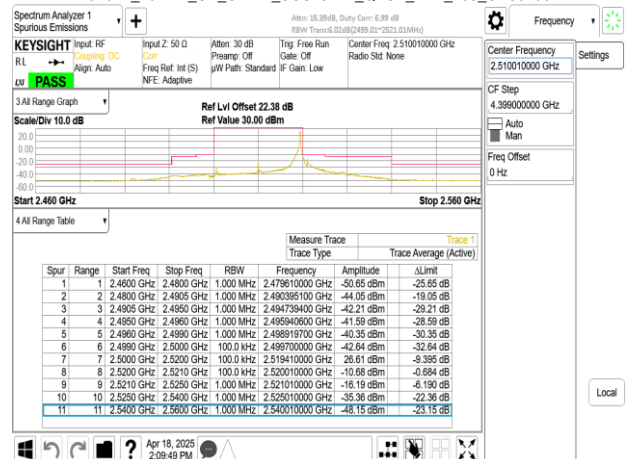 Spectrum Analyzer 1
Spurious Emissions
Attn: 15.39dB, Duty Corr: 6.99 dB
RBW Trans:6.02dB(2499.01~2521.01MHz)
Frequency
KEYSIGHT
Input: RF
Coupling: DC
Align: Auto
Input Z: 50 Ω
Corr
Freq Ref: Int (S)
NFE: Adaptive
Atten: 30 dB
Preamp: Off
µW Path: Standard
Trig: Free Run
Gate: Off
IF Gain: Low
Center Freq: 2.510010000 GHz
Radio Std: None
RL
LXI
PASS
Center Frequency
2.510010000 GHz
Settings
CF Step
4.399000000 GHz
Auto
Man
Freq Offset
0 Hz
3 All Range Graph
Scale/Div 10.0 dB
Ref Lvl Offset 22.38 dB
Ref Value 30.00 dBm
20.0
0.00
-20.0
-40.0
-60.0
Start 2.460 GHz
Stop 2.560 GHz
4 All Range Table
Measure Trace Trace 1
Trace Type Trace Average (Active)
Spur Range Start Freq Stop Freq RBW Frequency Amplitude ΔLimit
1 1 2.4600 GHz 2.4800 GHz 1.000 MHz 2.479610000 GHz -50.65 dBm -25.65 dB
2 2 2.4800 GHz 2.4905 GHz 1.000 MHz 2.490395100 GHz -44.05 dBm -19.05 dB
3 3 2.4905 GHz 2.4950 GHz 1.000 MHz 2.494739400 GHz -42.21 dBm -29.21 dB
4 4 2.4950 GHz 2.4960 GHz 1.000 MHz 2.495940600 GHz -41.59 dBm -28.59 dB
5 5 2.4960 GHz 2.4990 GHz 1.000 MHz 2.498919700 GHz -40.35 dBm -30.35 dB
6 6 2.4990 GHz 2.5000 GHz 100.0 kHz 2.499700000 GHz -42.64 dBm -32.64 dB
7 7 2.5000 GHz 2.5200 GHz 100.0 kHz 2.519410000 GHz 26.61 dBm -9.395 dB
8 8 2.5200 GHz 2.5210 GHz 100.0 kHz 2.520010000 GHz -10.68 dBm -0.684 dB
9 9 2.5210 GHz 2.5250 GHz 1.000 MHz 2.521010000 GHz -16.19 dBm -6.190 dB
10 10 2.5250 GHz 2.5400 GHz 1.000 MHz 2.525010000 GHz -35.36 dBm -22.36 dB
11 11 2.5400 GHz 2.5600 GHz 1.000 MHz 2.540010000 GHz -48.15 dBm -23.15 dB
Local
?
Apr 18, 2025
2:09:49 PM